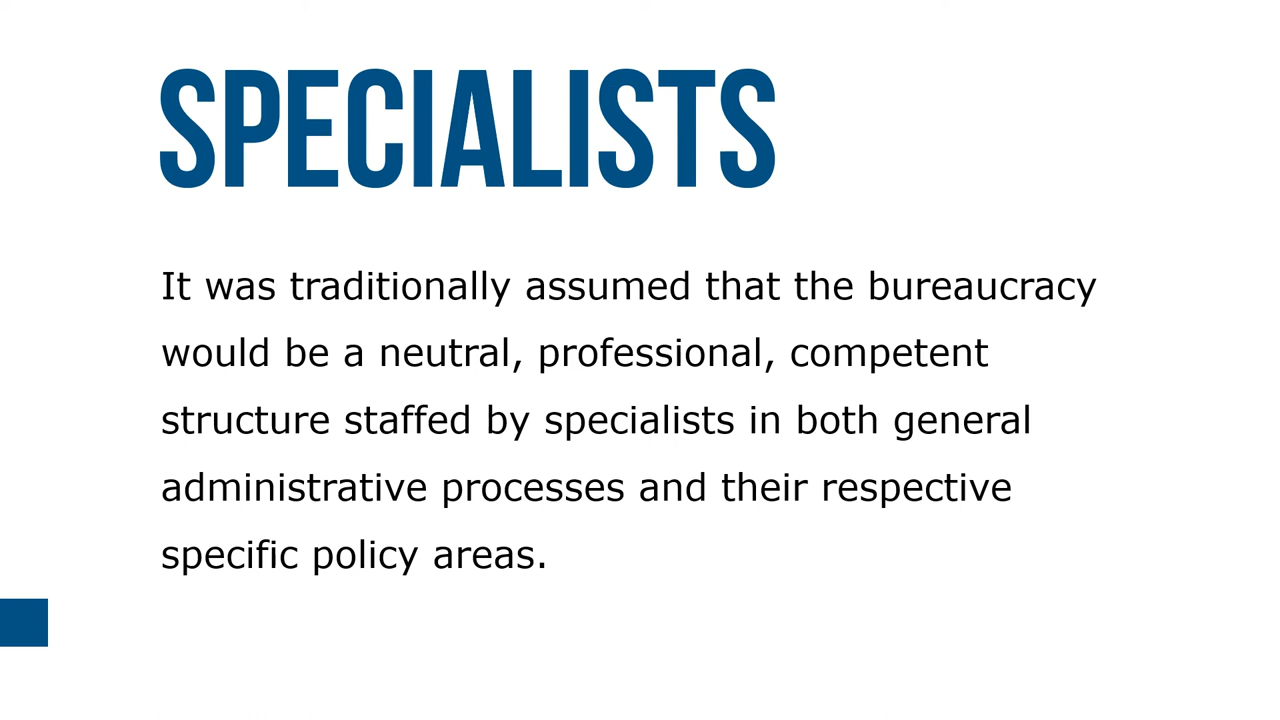 SPECIALISTS
It was traditionally assumed that the bureaucracy
would be a neutral, professional, competent
structure staffed by specialists in both general
administrative processes and their respective
specific policy areas.